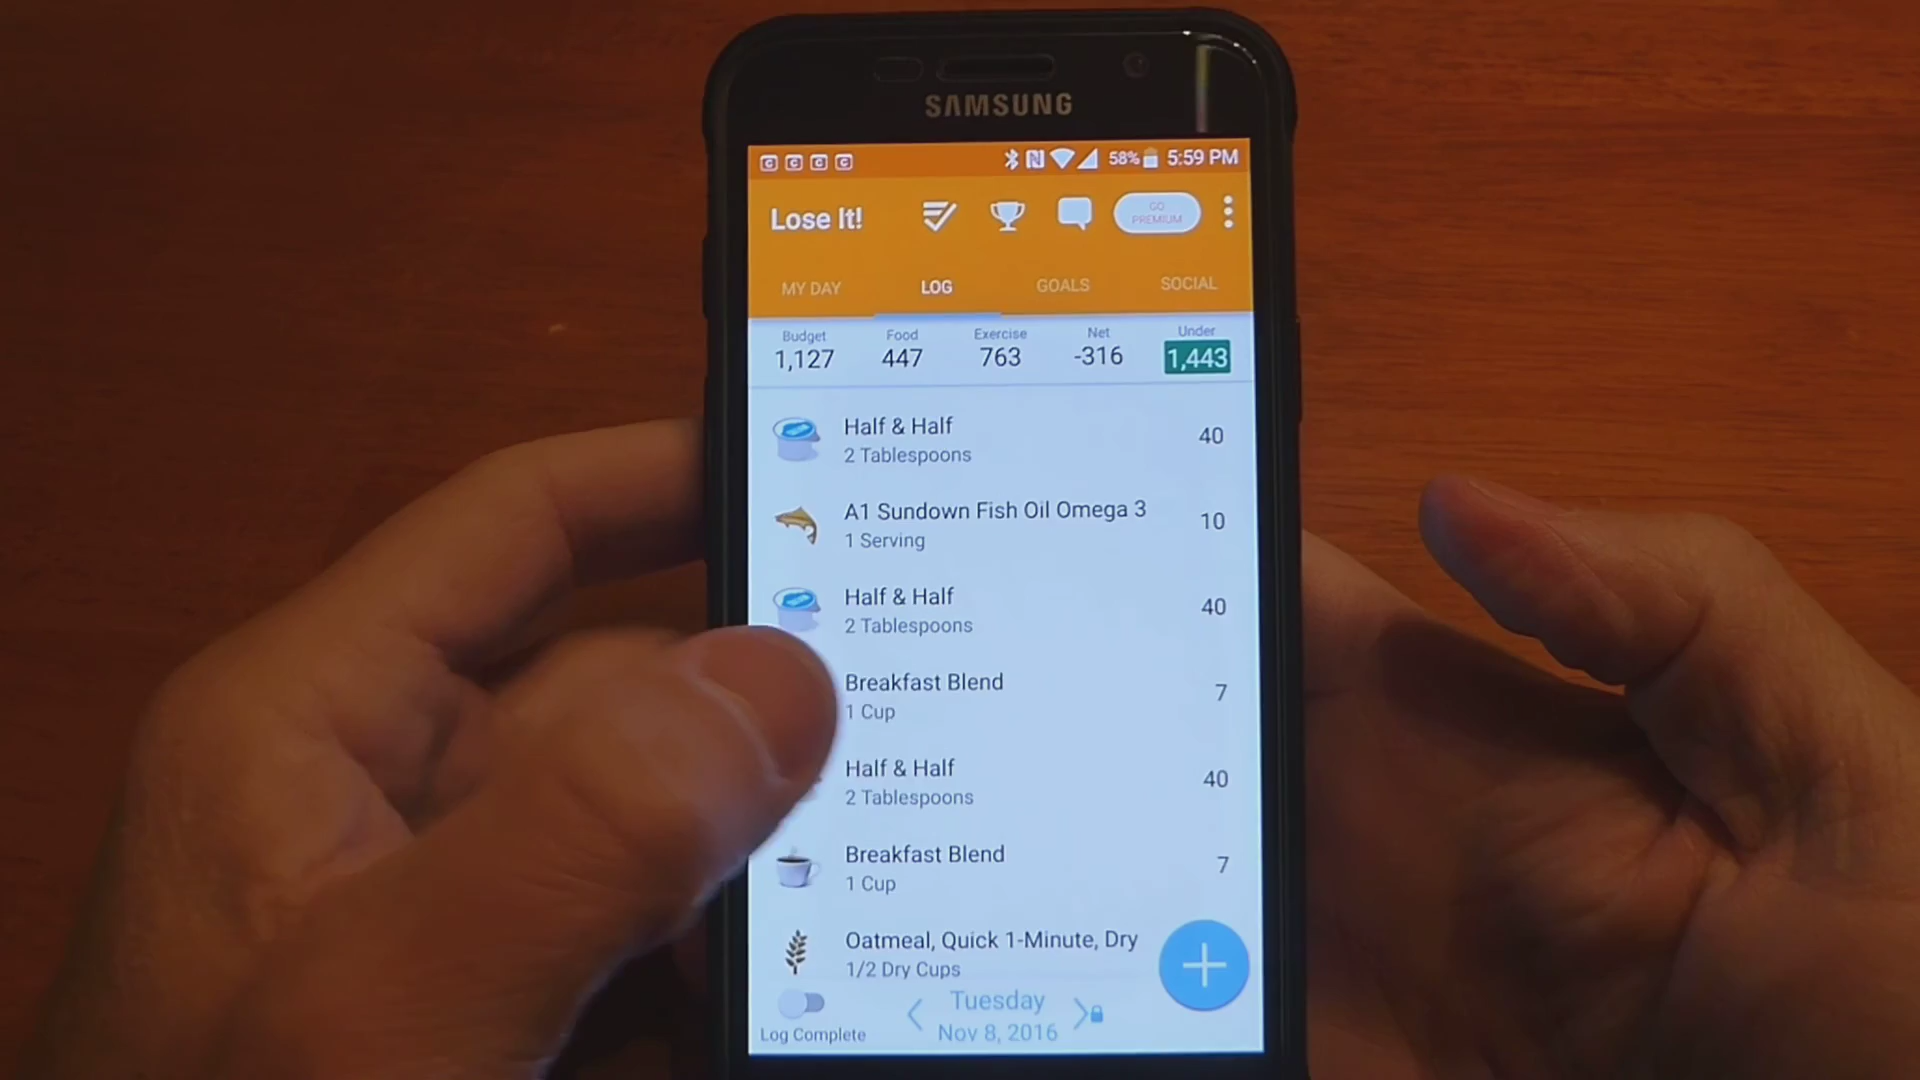 SAMSUNG
58% 5:59 PM
Lose It!
GO
PREMIUM
MY DAY LOG GOALS SOCIAL
Budget Food Exercise Net Under
1,127 447 763 -316 1,443
Half & Half
2 Tablespoons
40
A1 Sundown Fish Oil Omega 3
1 Serving
10
Half & Half
2 Tablespoons
40
Breakfast Blend
1 Cup
7
Half & Half
2 Tablespoons
40
Breakfast Blend
1 Cup
7
Oatmeal, Quick 1-Minute, Dry
1/2 Dry Cups
Tuesday
Nov 8, 2016
Log Complete